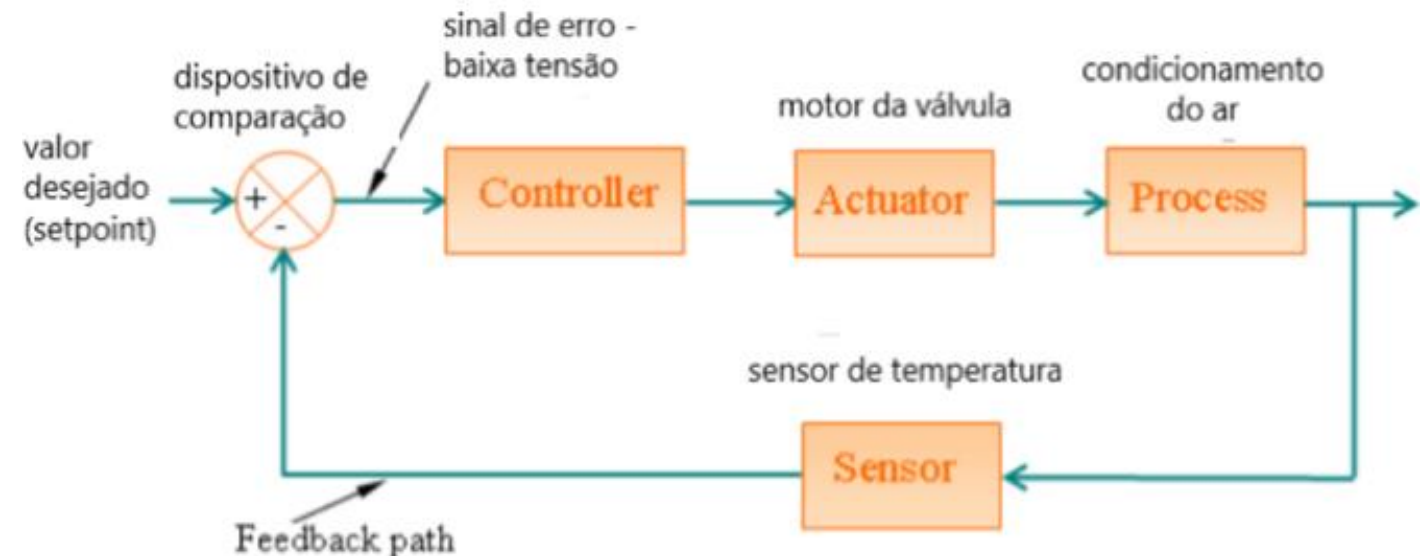 sinal de erro -
baixa tensão
dispositivo de
comparação
valor
desejado
(setpoint)
+
-
Controller
motor da válvula
Actuator
condicionamento
do ar
Process
sensor de temperatura
Sensor
Feedback path